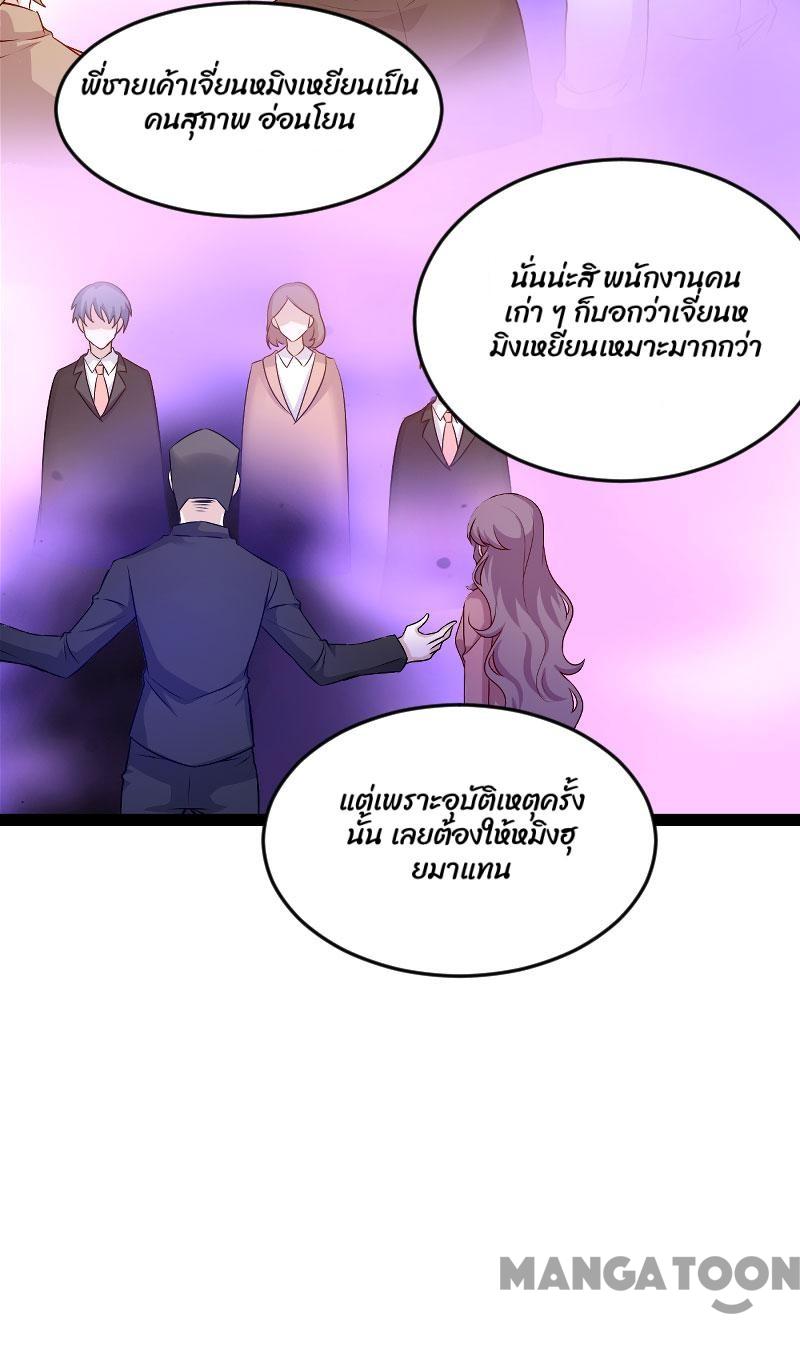 พี่ชายเค้าเจี่ยนหมิงเหยียนเป็น
คนสุภาพ อ่อนโยน
นั่นน่ะสิ พนักงานคน
เก่า ๆ ก็บอกว่าเจี่ยนห
มิงเหยียนเหมาะมากกว่า
แต่เพราะอุบัติเหตุครั้ง
นั้น เลยต้องให้หมิงฮุ
ยมาแทน
MANGATOON